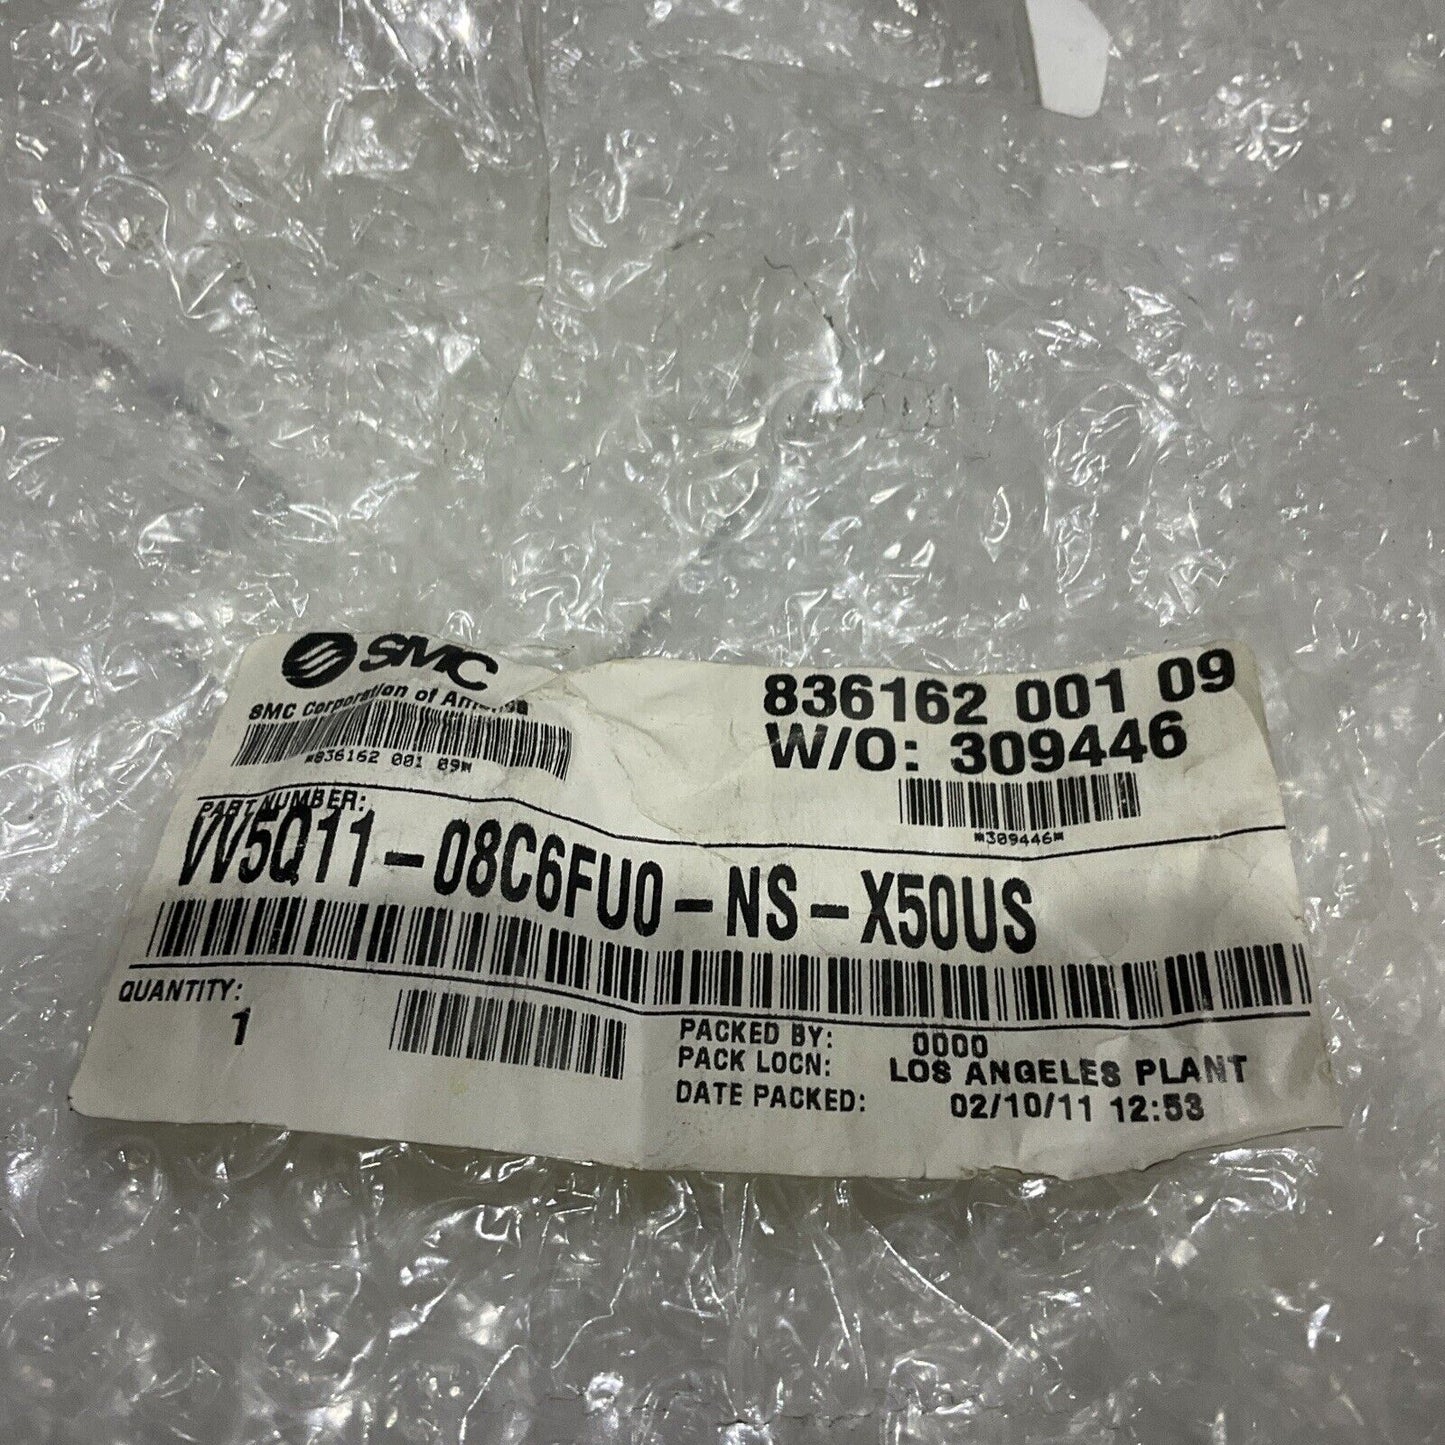 SMC
SMC Corporation of America
*836162 001 09*
836162 001 09
W/O: 309446
*309446*
PART NUMBER:
VV5Q11-08C6FU0-NS-X50US
QUANTITY:
1
PACKED BY: 0000
PACK LOCN: LOS ANGELES PLANT
DATE PACKED: 02/10/11 12:53